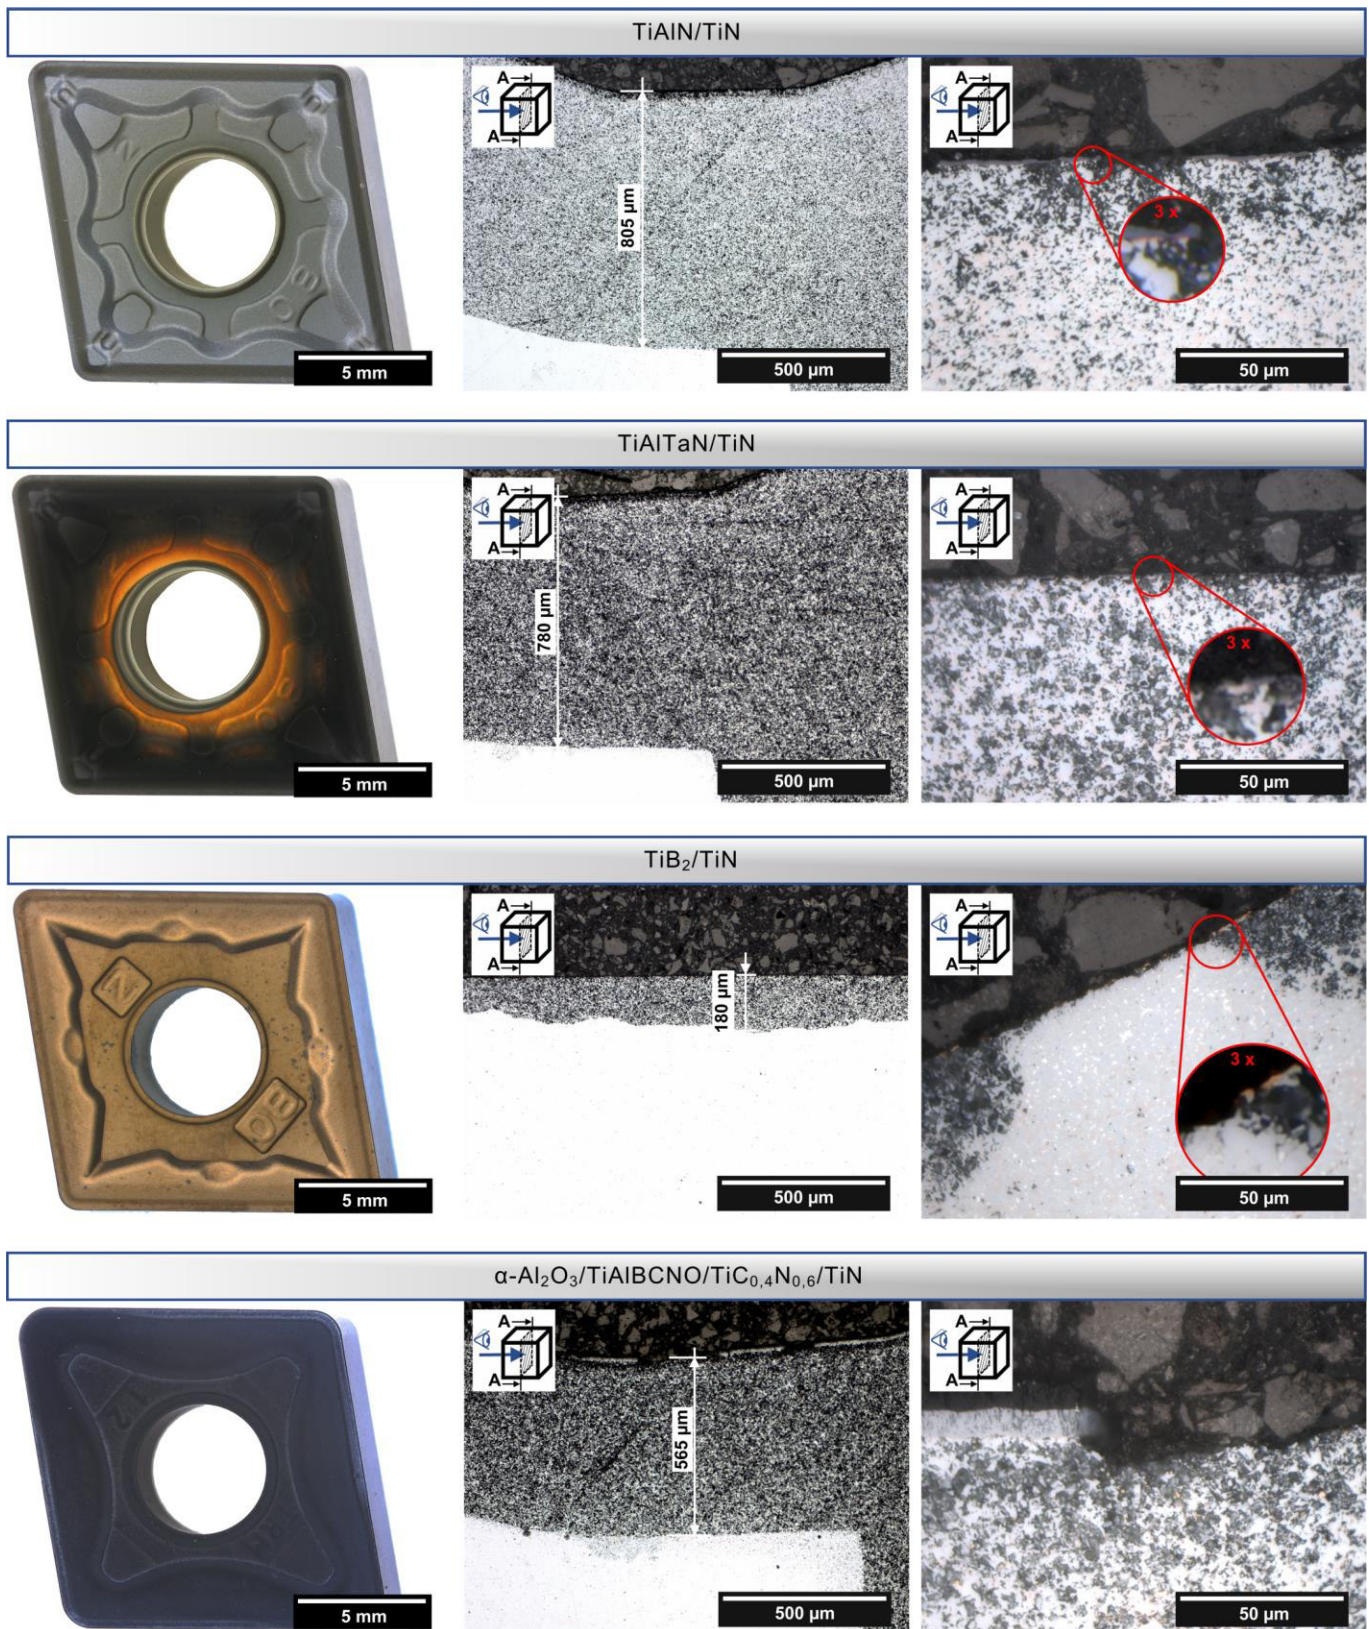 TiAlN/TiN
N
BO
5 mm
A
A
805 µm
500 µm
A
A
3 x
50 µm
TiAlTaN/TiN
5 mm
A
A
780 µm
500 µm
A
A
3 x
50 µm
TiB₂/TiN
N
BO
5 mm
A
A
180 µm
500 µm
A
A
3 x
50 µm
α-Al₂O₃/TiAlBCNO/TiC₀,₄N₀,₆/TiN
5 mm
A
A
565 µm
500 µm
A
A
50 µm